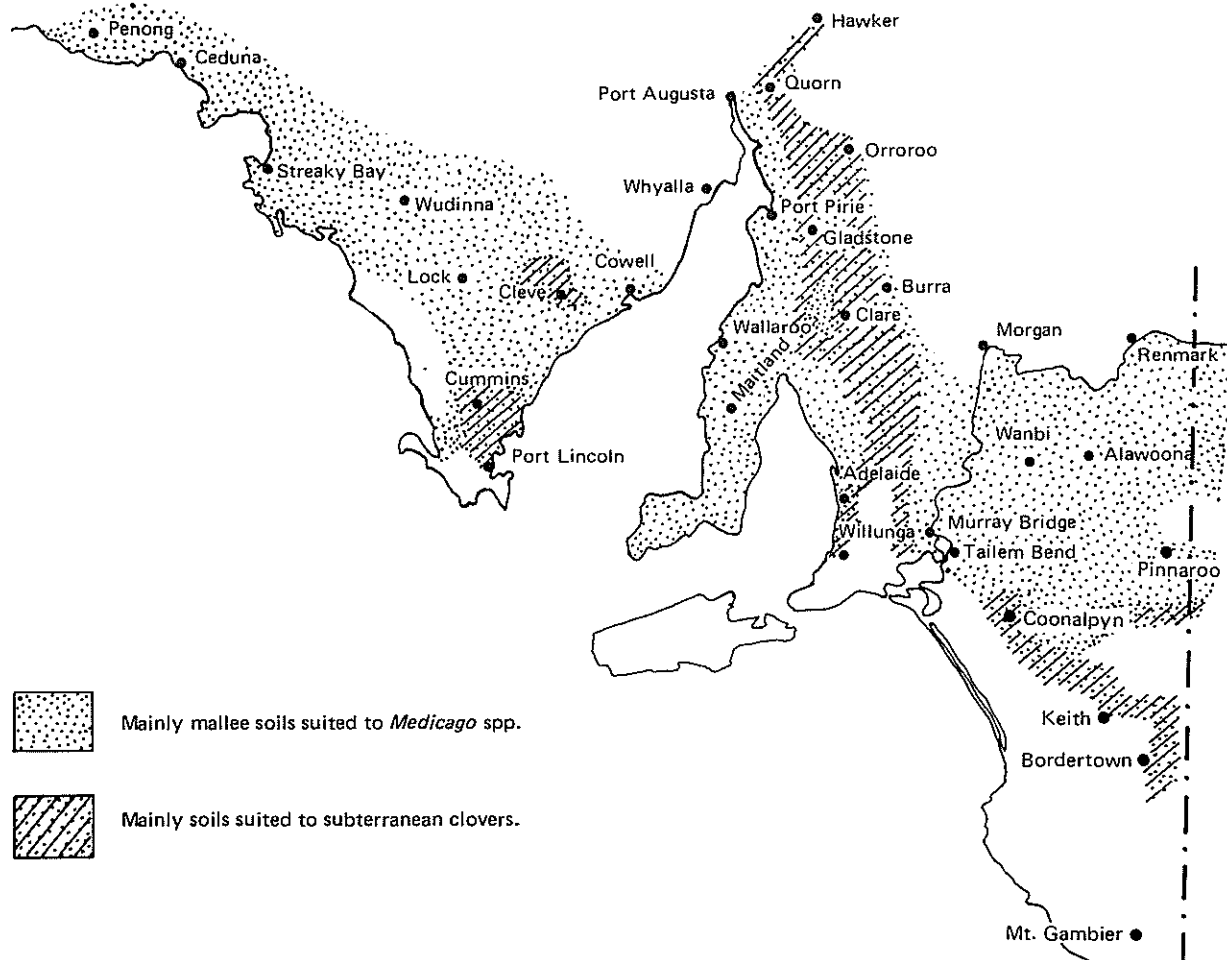 Penong
Ceduna
Hawker
Quorn
Port Augusta
Orroroo
Streaky Bay
Whyalla
Wudinna
Port Pirie
Gladstone
Lock
Cowell
Cleve
Burra
Clare
Wallaroo
Maitland
Morgan
Renmark
Cummins
Wanbi
Alawoona
Port Lincoln
Adelaide
Willunga
Murray Bridge
Tailem Bend
Pinnaroo
Coonalpyn
Mainly mallee soils suited to Medicago spp.
Keith
Bordertown
Mainly soils suited to subterranean clovers.
Mt. Gambier